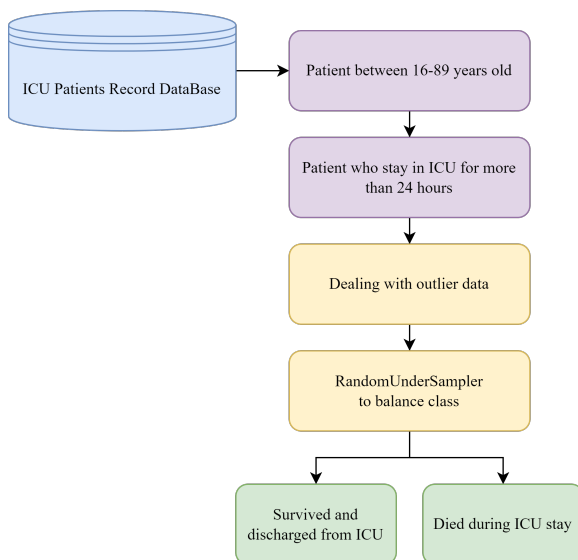 ICU Patients Record DataBase
Patient between 16-89 years old
Patient who stay in ICU for more
than 24 hours
Dealing with outlier data
RandomUnderSampler
to balance class
Survived and
discharged from ICU
Died during ICU stay